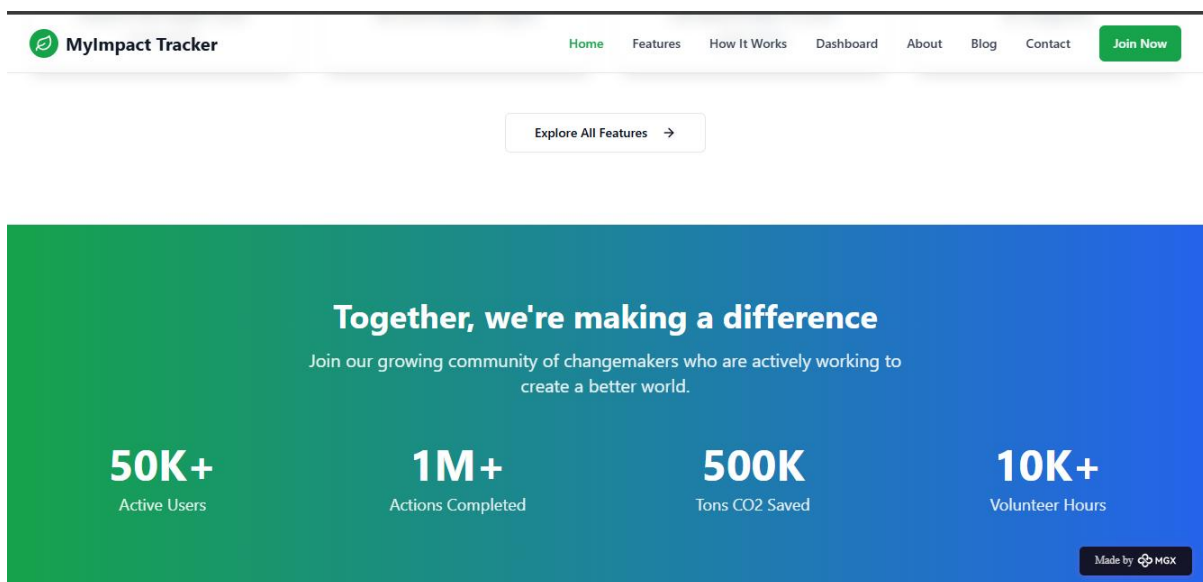 MyImpact Tracker
Home Features How It Works Dashboard About Blog Contact Join Now
Explore All Features
Together, we're making a difference
Join our growing community of changemakers who are actively working to
create a better world.
50K+ 1M+ 500K 10K+
Active Users Actions Completed Tons CO2 Saved Volunteer Hours
Made by MGX